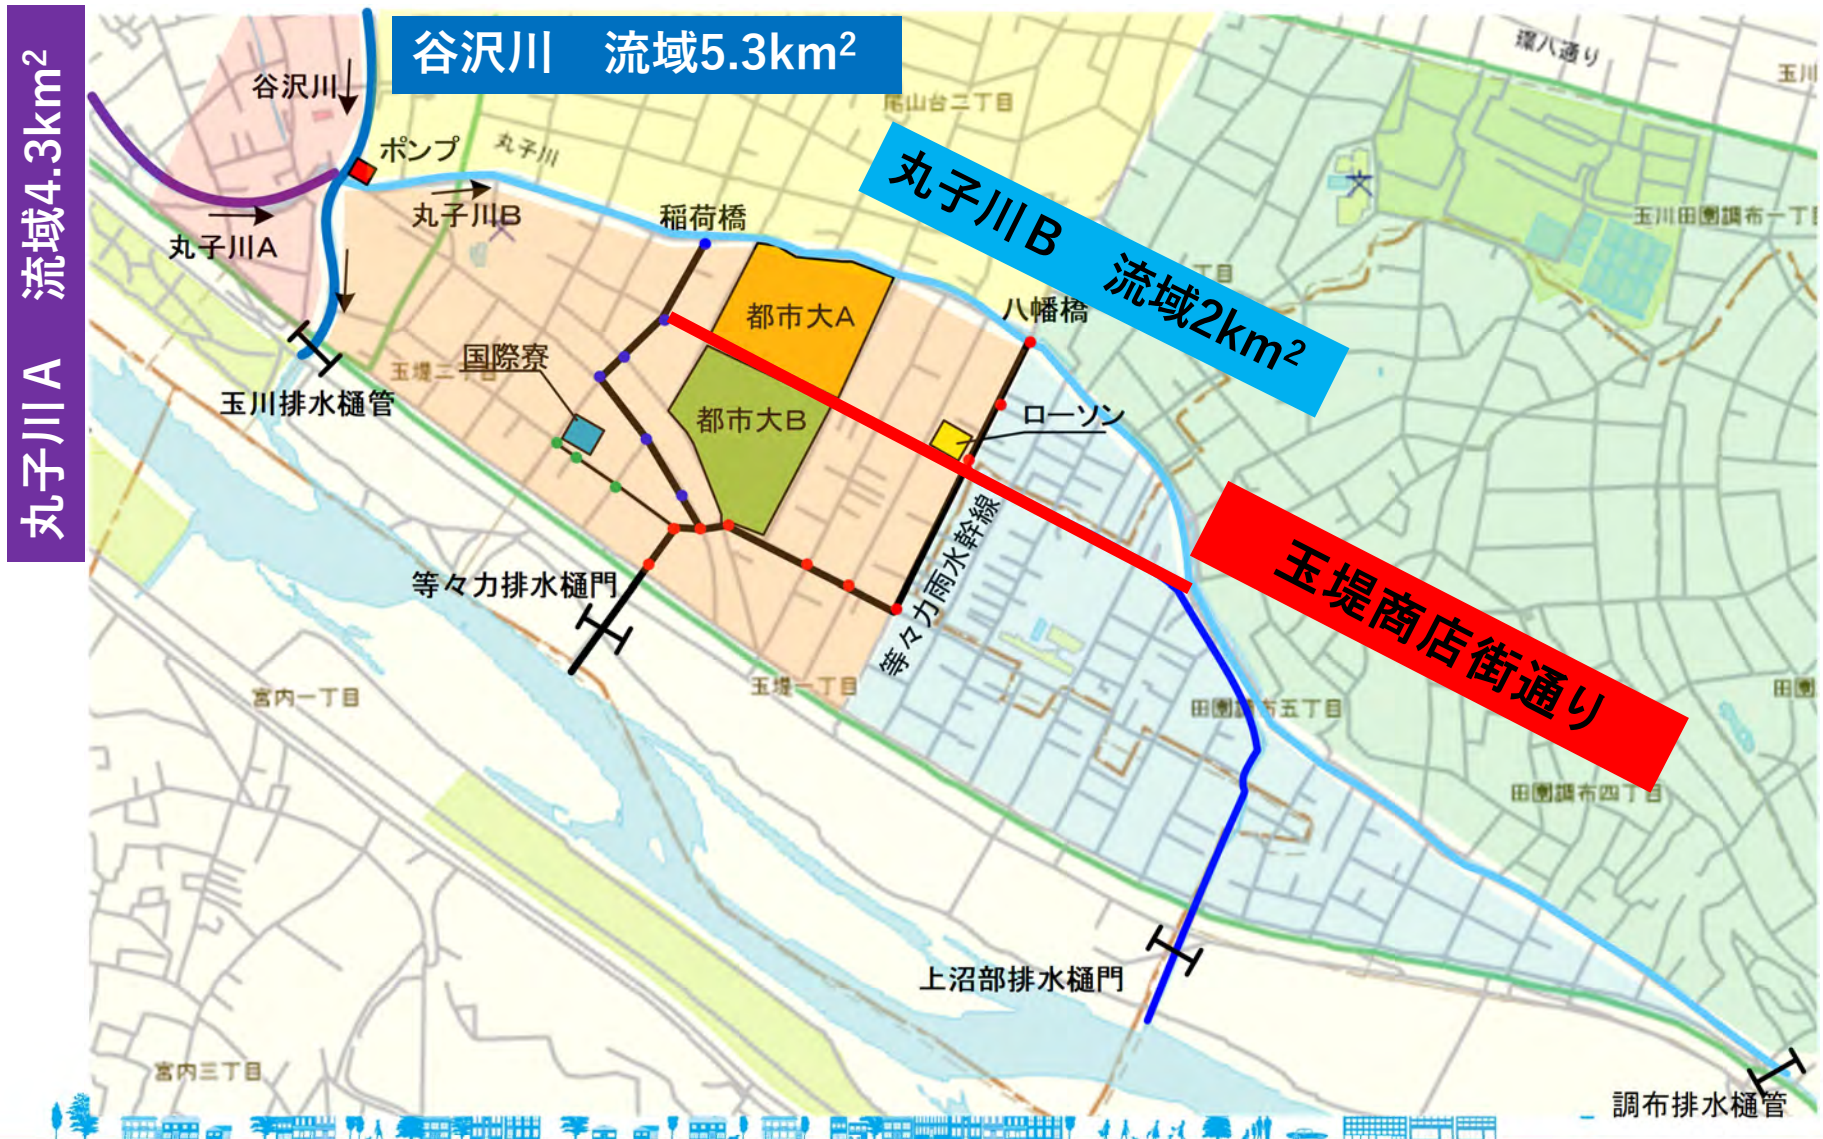 谷沢川　流域5.3km²
丸子川A　流域4.3km²
環八通り
玉川
谷沢川
尾山台二丁目
ポンプ
丸子川
丸子川B　流域2km²
丸子川B
稲荷橋
玉川田園調布一丁目
丸子川A
丁目
八幡橋
都市大A
国際寮
玉堤二丁目
玉川排水樋管
都市大B
ローソン
等々力雨水幹線
玉堤商店街通り
等々力排水樋門
玉堤一丁目
宮内一丁目
田園調布五丁目
田園
田園調布四丁目
上沼部排水樋門
宮内三丁目
調布排水樋管